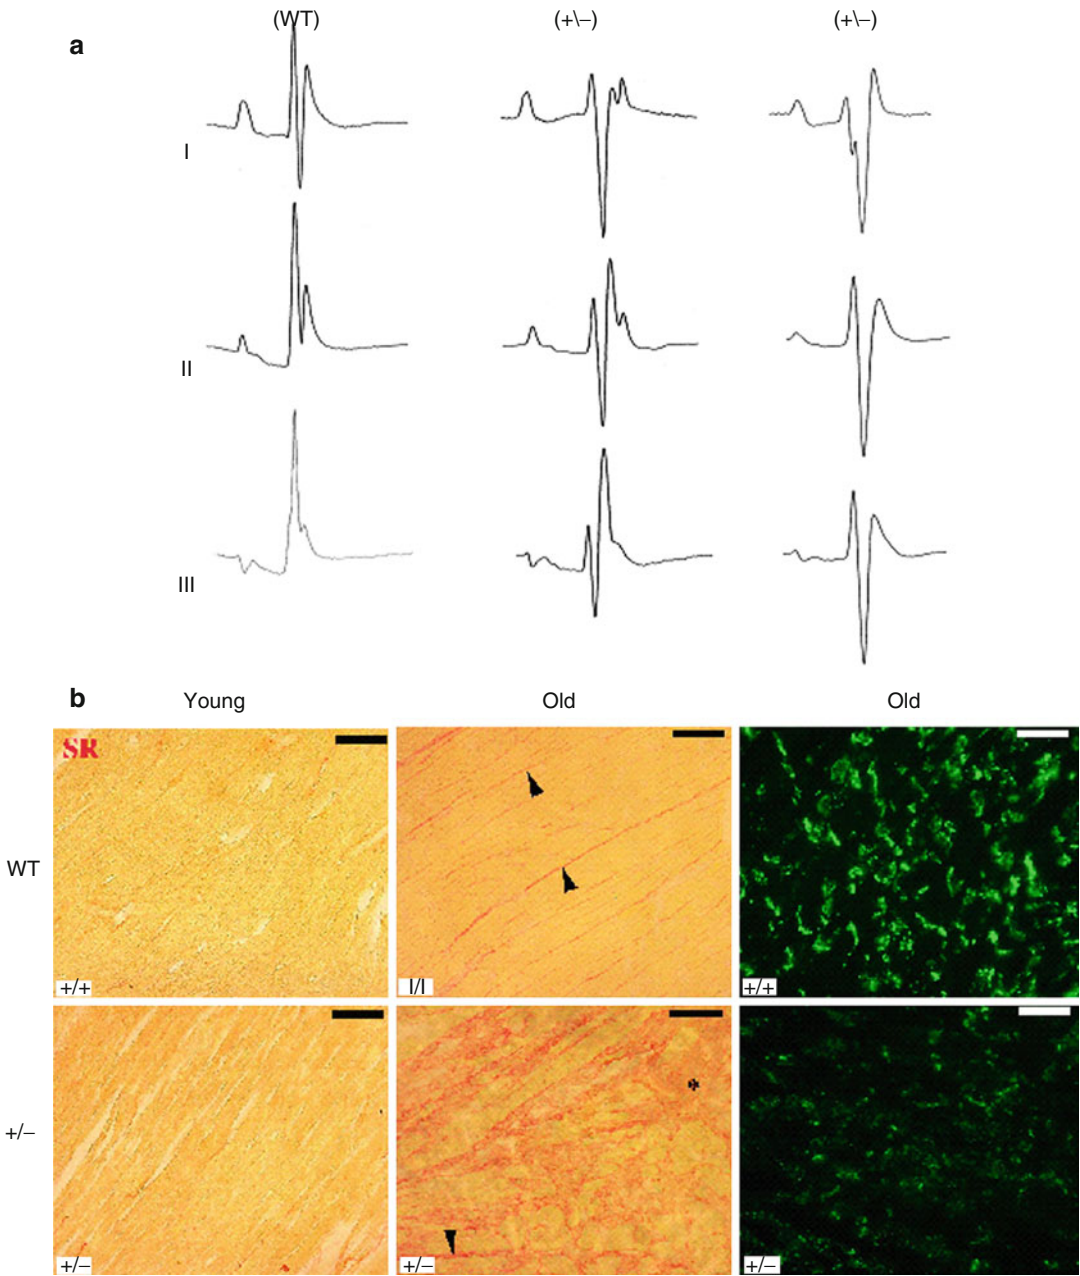 a
(WT) (+\−) (+\−)
I
II
III
b
Young Old Old
SR
WT
+/+ I/I +/+
+/−
+/− +/− +/−